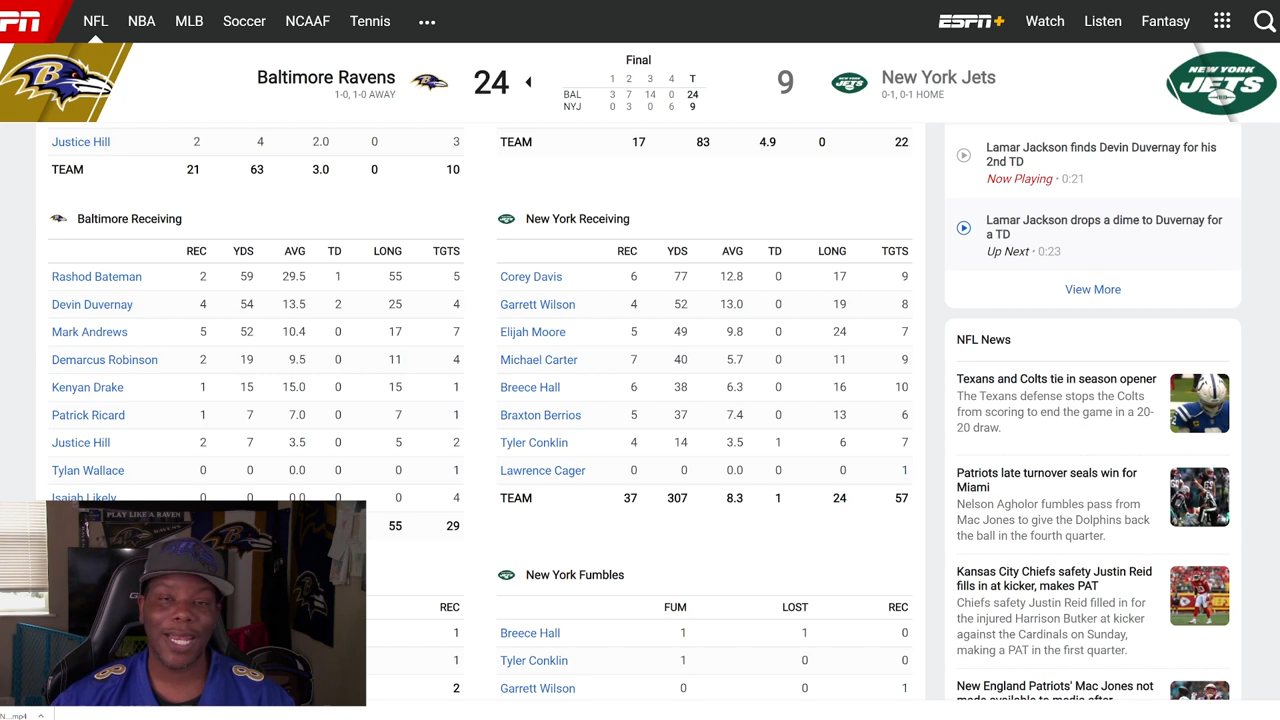 NFL NBA MLB Soccer NCAAF Tennis ••• ESPN+ Watch Listen Fantasy
Baltimore Ravens
1-0, 1-0 AWAY
24
Final
1 2 3 4 T
BAL 3 7 14 0 24
NYJ 0 3 0 6 9
9
New York Jets
0-1, 0-1 HOME
NEW YORK
JETS
Justice Hill 2 4 2.0 0 3
TEAM 21 63 3.0 0 10
TEAM 17 83 4.9 0 22
Baltimore Receiving
REC YDS AVG TD LONG TGTS
Rashod Bateman 2 59 29.5 1 55 5
Devin Duvernay 4 54 13.5 2 25 4
Mark Andrews 5 52 10.4 0 17 7
Demarcus Robinson 2 19 9.5 0 11 4
Kenyan Drake 1 15 15.0 0 15 1
Patrick Ricard 1 7 7.0 0 7 1
Justice Hill 2 7 3.5 0 5 2
Tylan Wallace 0 0 0.0 0 0 1
Isaiah Likely 0 0 0.0 0 0 4
55 29
REC
1
1
2
New York Receiving
REC YDS AVG TD LONG TGTS
Corey Davis 6 77 12.8 0 17 9
Garrett Wilson 4 52 13.0 0 19 8
Elijah Moore 5 49 9.8 0 24 7
Michael Carter 7 40 5.7 0 11 9
Breece Hall 6 38 6.3 0 16 10
Braxton Berrios 5 37 7.4 0 13 6
Tyler Conklin 4 14 3.5 1 6 7
Lawrence Cager 0 0 0.0 0 0 1
TEAM 37 307 8.3 1 24 57
New York Fumbles
FUM LOST REC
Breece Hall 1 1 0
Tyler Conklin 1 0 0
Garrett Wilson 0 0 1
Lamar Jackson finds Devin Duvernay for his
2nd TD
Now Playing • 0:21
Lamar Jackson drops a dime to Duvernay for
a TD
Up Next • 0:23
View More
NFL News
Texans and Colts tie in season opener
The Texans defense stops the Colts
from scoring to end the game in a 20-
20 draw.
Patriots late turnover seals win for
Miami
Nelson Agholor fumbles pass from
Mac Jones to give the Dolphins back
the ball in the fourth quarter.
Kansas City Chiefs safety Justin Reid
fills in at kicker, makes PAT
Chiefs safety Justin Reid filled in for
the injured Harrison Butker at kicker
against the Cardinals on Sunday,
making a PAT in the first quarter.
New England Patriots' Mac Jones not
made available to media after
PLAY LIKE A RAVEN
8 8
N....mp4